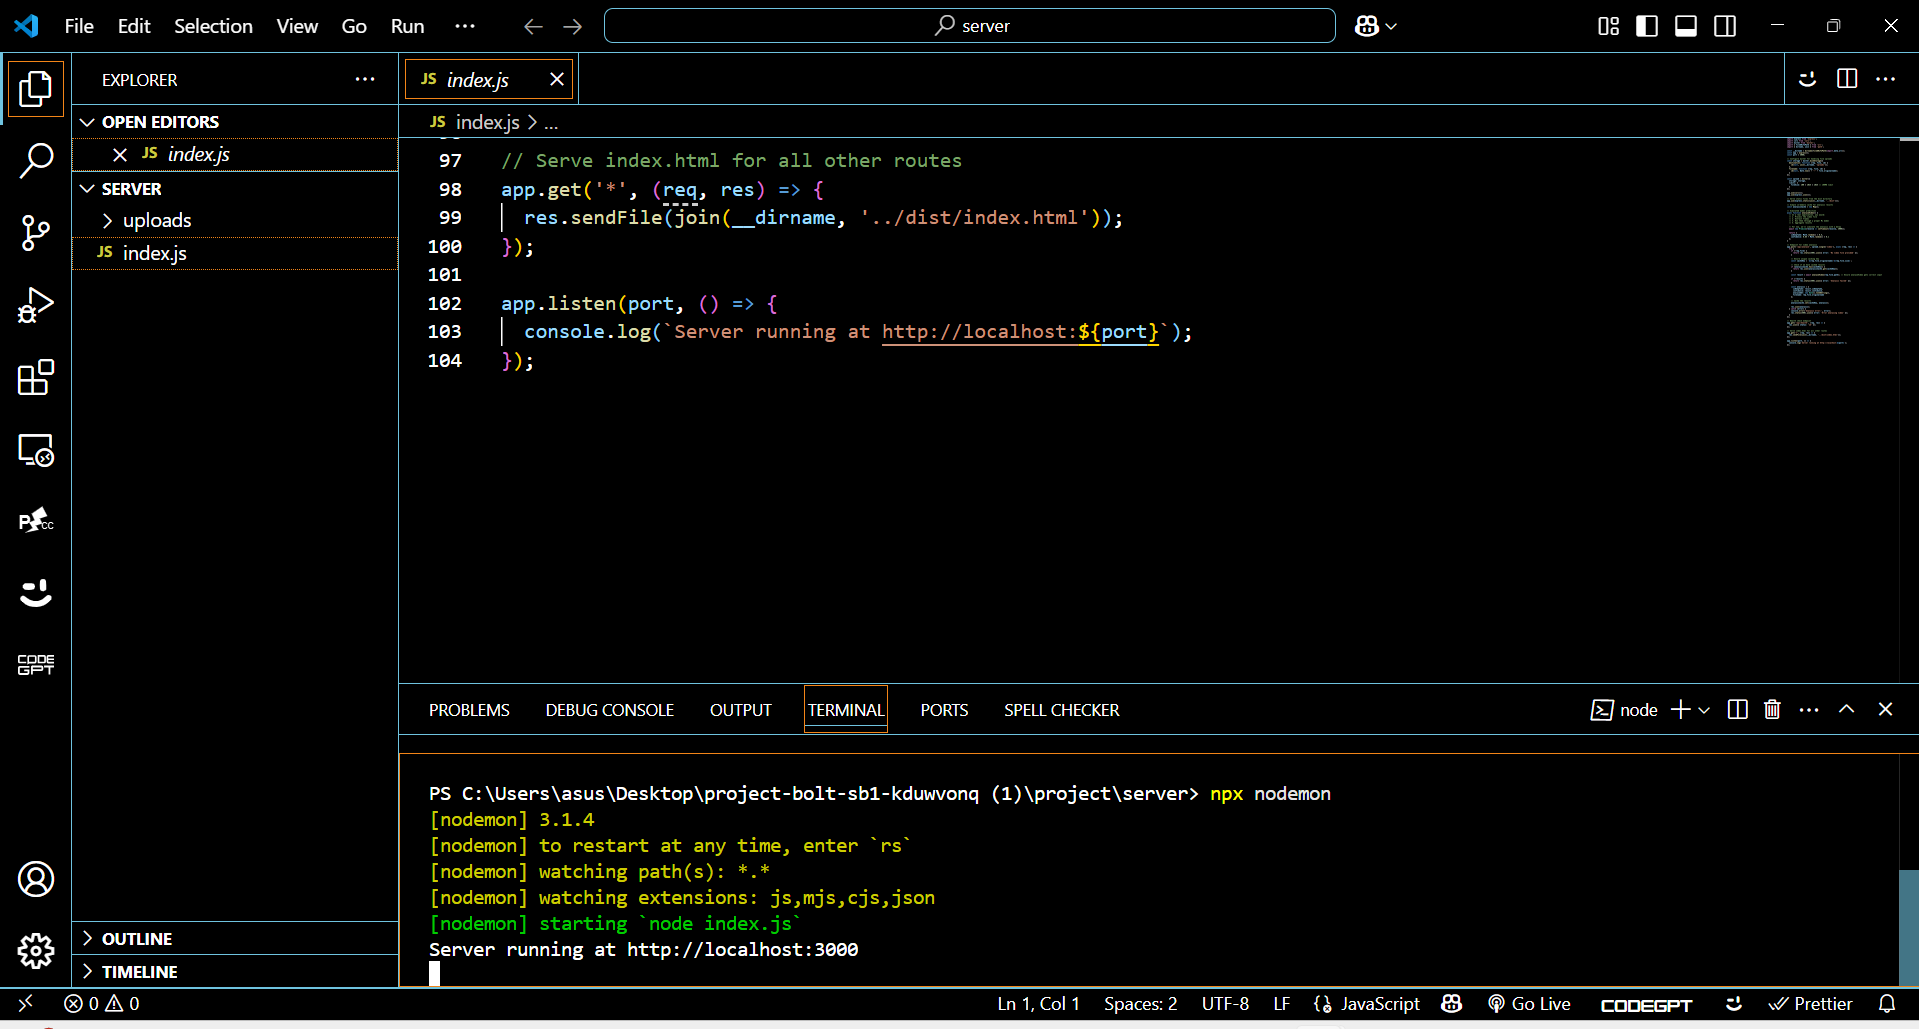 File Edit Selection View Go Run ··· server
EXPLORER ···
JS index.js
OPEN EDITORS
JS index.js
SERVER
uploads
JS index.js
OUTLINE
TIMELINE
JS index.js > ...
97 // Serve index.html for all other routes
98 app.get('*', (req, res) => {
99 res.sendFile(join(__dirname, '../dist/index.html'));
100 });
101
102 app.listen(port, () => {
103 console.log(`Server running at http://localhost:${port}`);
104 });
PROBLEMS DEBUG CONSOLE OUTPUT TERMINAL PORTS SPELL CHECKER node
PS C:\Users\asus\Desktop\project-bolt-sb1-kduwvonq (1)\project\server> npx nodemon
[nodemon] 3.1.4
[nodemon] to restart at any time, enter `rs`
[nodemon] watching path(s): *.*
[nodemon] watching extensions: js,mjs,cjs,json
[nodemon] starting `node index.js`
Server running at http://localhost:3000
P CC
CODE
GPT
0 0 Ln 1, Col 1 Spaces: 2 UTF-8 LF JavaScript Go Live CODEGPT Prettier